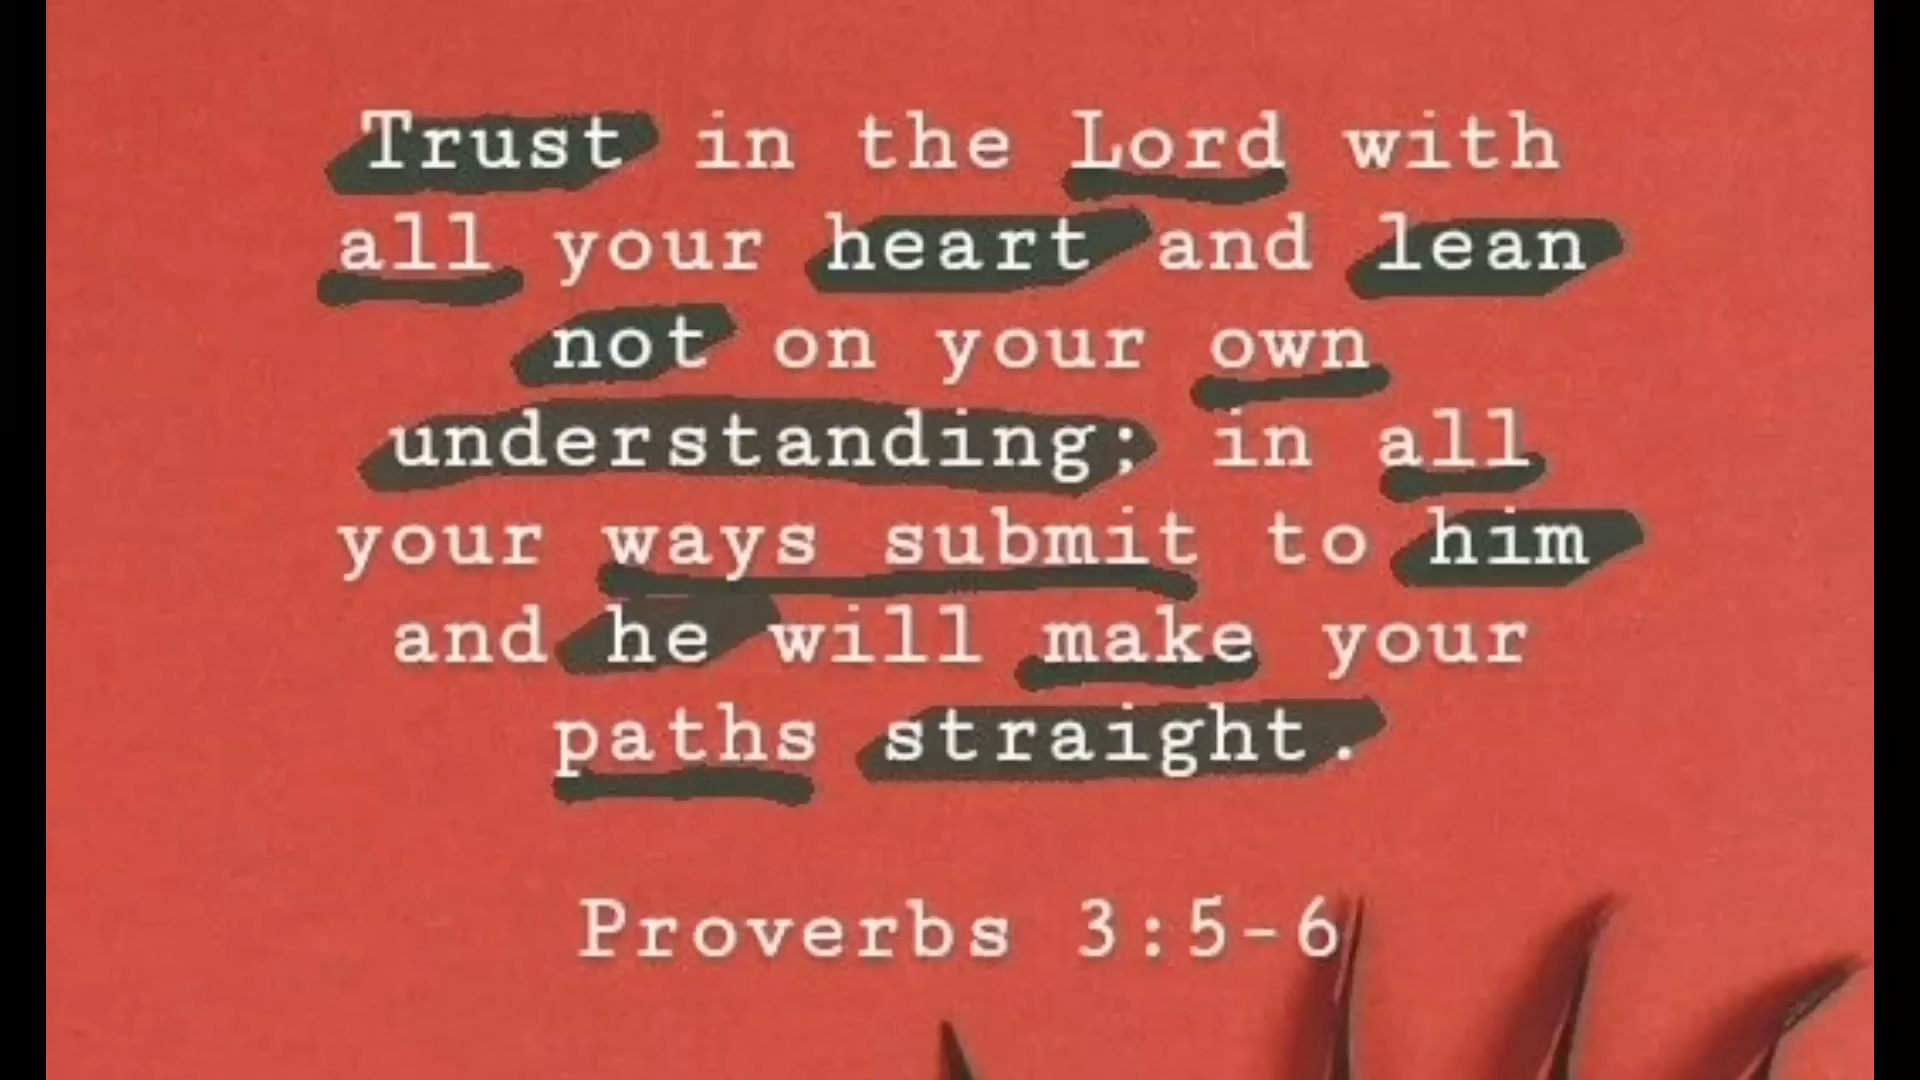 Trust in the Lord with
all your heart and lean
not on your own
understanding; in all
your ways submit to him
and he will make your
paths straight.
Proverbs 3:5-6